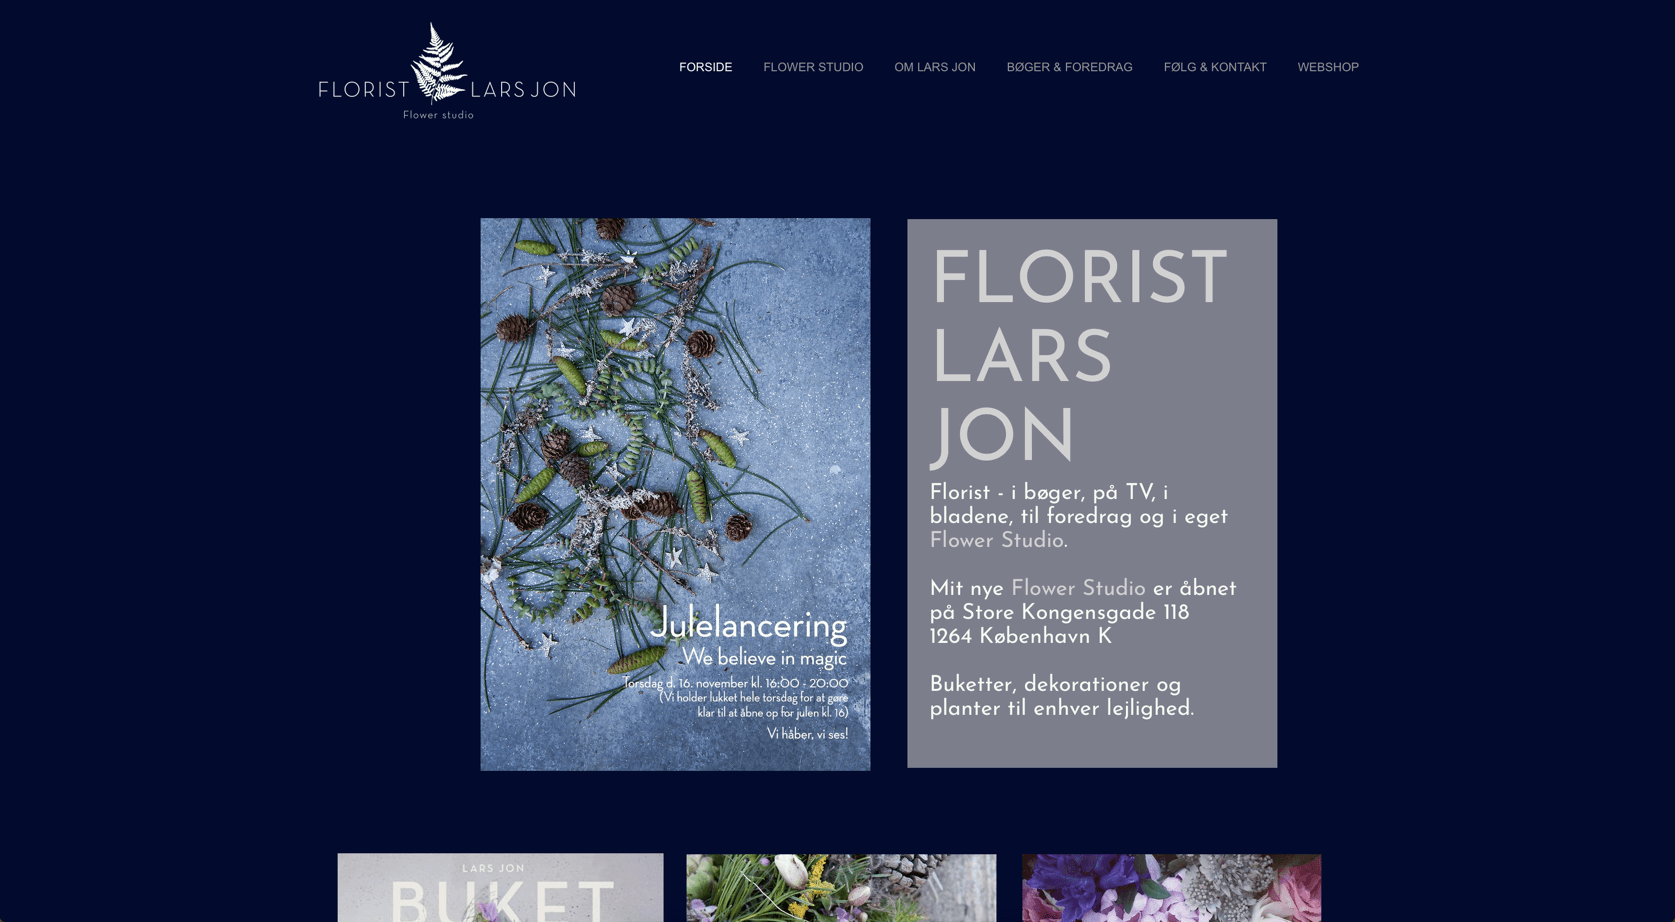 FLORIST LARS JON
Flower studio
FORSIDE FLOWER STUDIO OM LARS JON BØGER & FOREDRAG FØLG & KONTAKT WEBSHOP
Julelancering
We believe in magic
Torsdag d. 16. november kl. 16:00 - 20:00
(Vi holder lukket hele torsdag for at gøre
klar til at åbne op for julen kl. 16)
Vi håber, vi ses!
FLORIST
LARS
JON
Florist - i bøger, på TV, i
bladene, til foredrag og i eget
Flower Studio.
Mit nye Flower Studio er åbnet
på Store Kongensgade 118
1264 København K
Buketter, dekorationer og
planter til enhver lejlighed.
LARS JON
BUKET